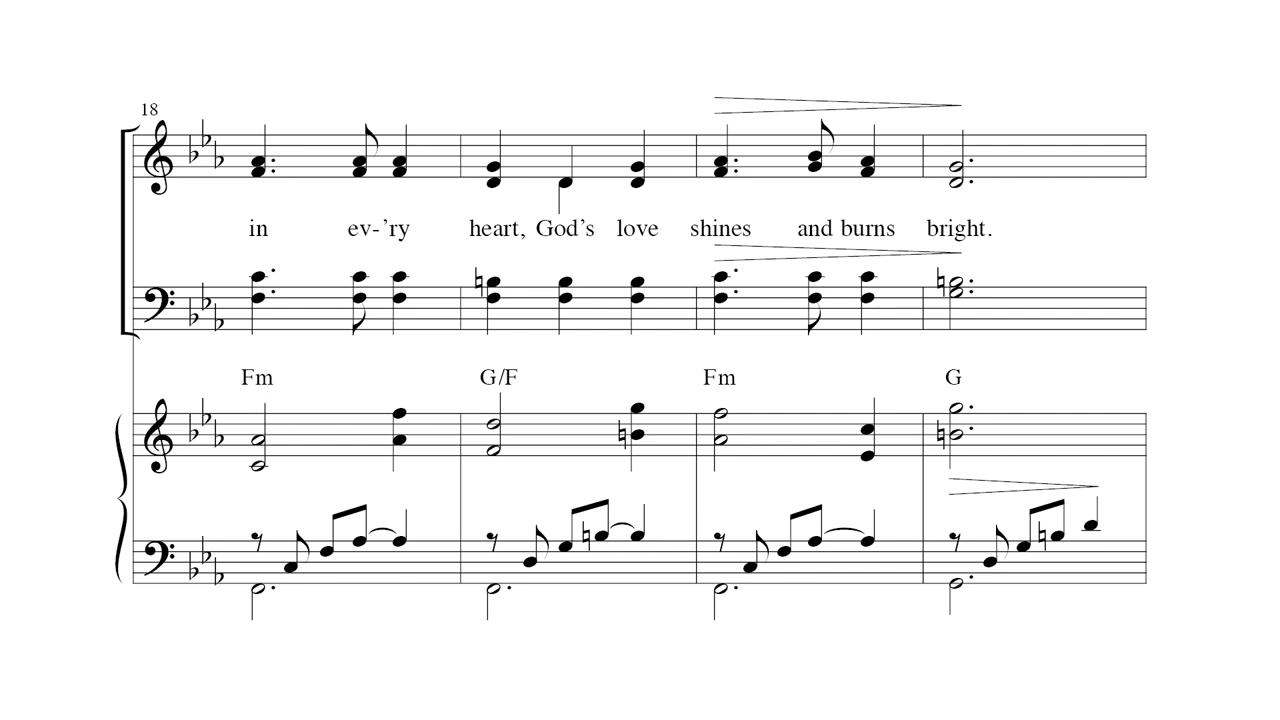 18
in ev-’ry heart, God’s love shines and burns bright.
Fm G/F Fm G